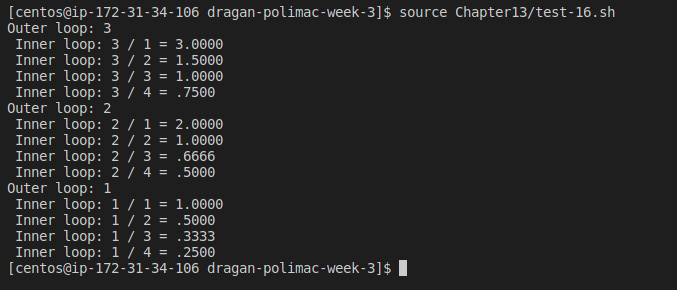 [centos@ip-172-31-34-106 dragan-polimac-week-3]$ source Chapter13/test-16.sh
Outer loop: 3
 Inner loop: 3 / 1 = 3.0000
 Inner loop: 3 / 2 = 1.5000
 Inner loop: 3 / 3 = 1.0000
 Inner loop: 3 / 4 = .7500
Outer loop: 2
 Inner loop: 2 / 1 = 2.0000
 Inner loop: 2 / 2 = 1.0000
 Inner loop: 2 / 3 = .6666
 Inner loop: 2 / 4 = .5000
Outer loop: 1
 Inner loop: 1 / 1 = 1.0000
 Inner loop: 1 / 2 = .5000
 Inner loop: 1 / 3 = .3333
 Inner loop: 1 / 4 = .2500
[centos@ip-172-31-34-106 dragan-polimac-week-3]$